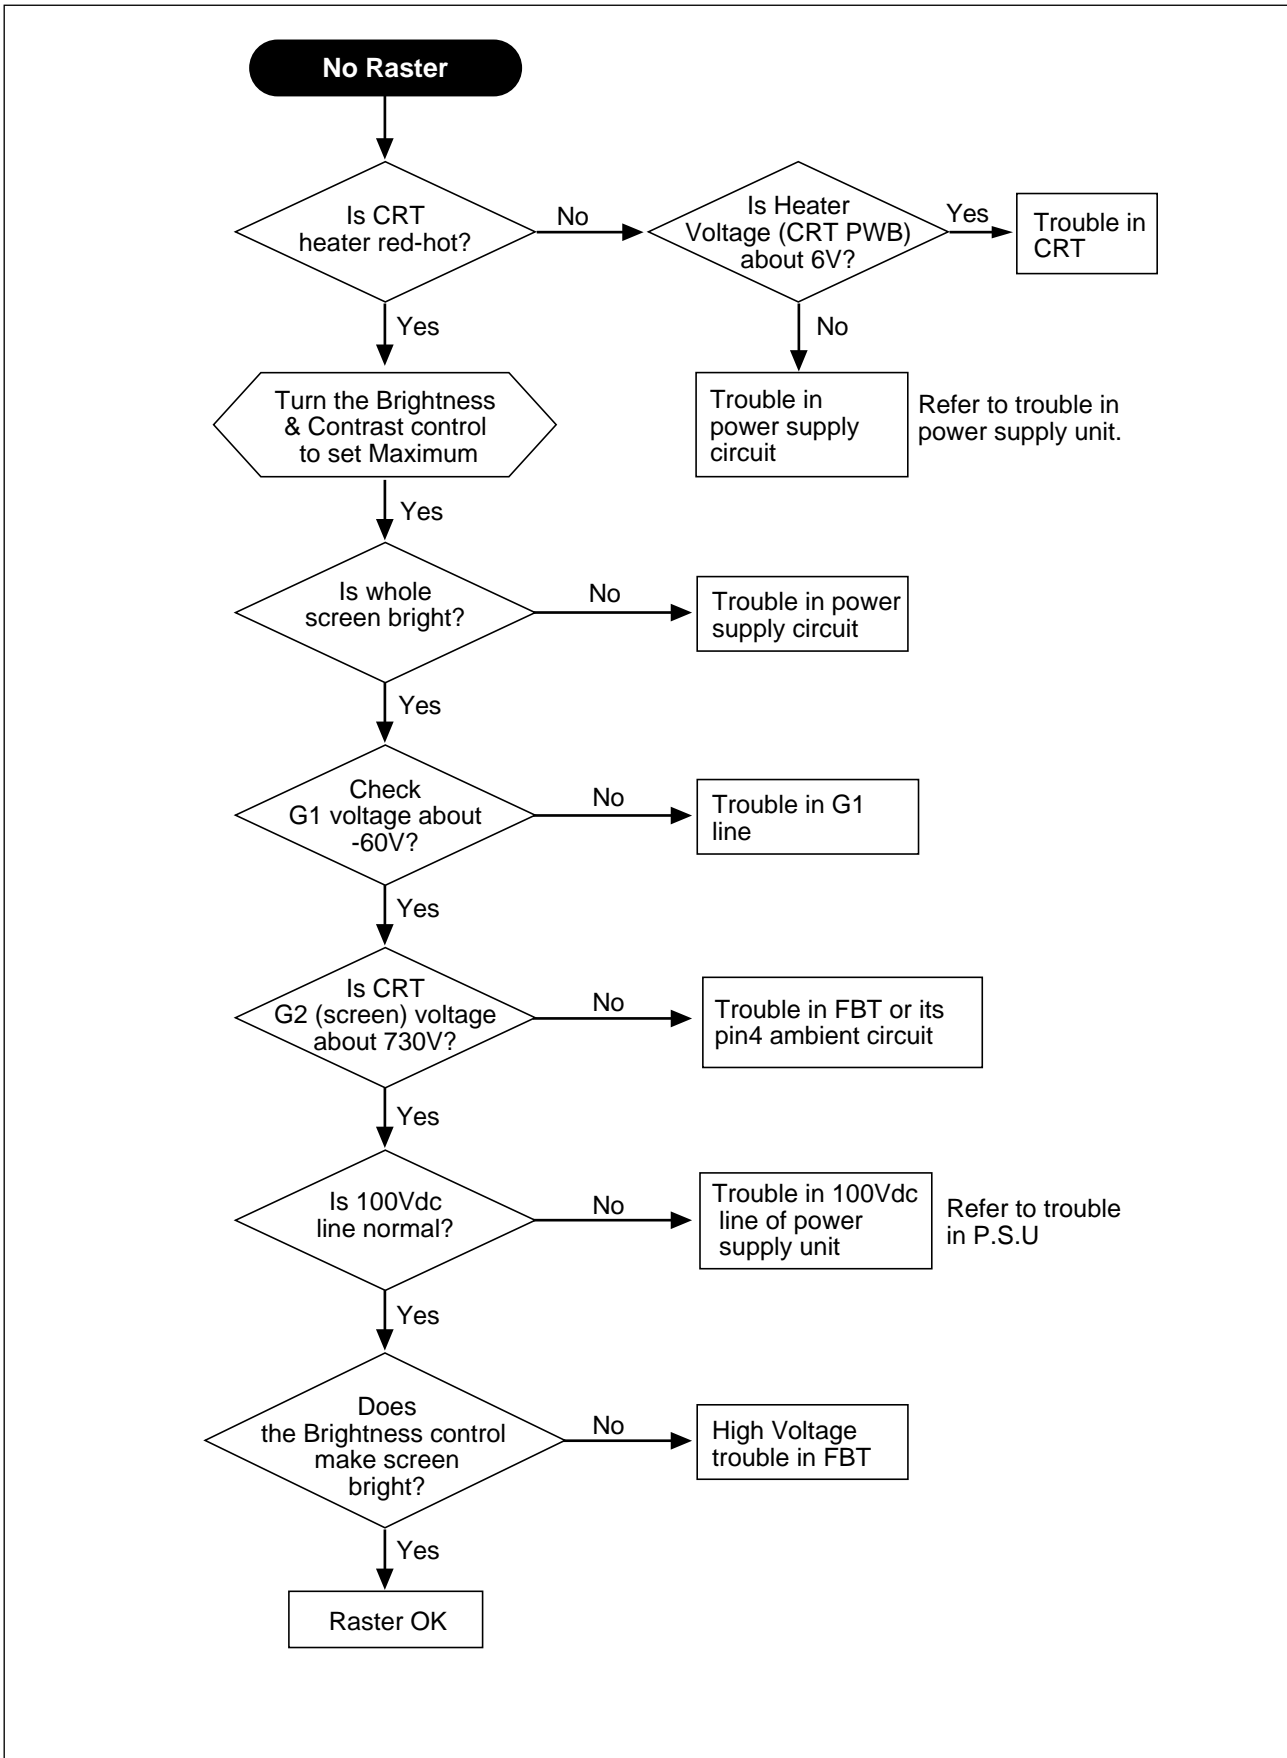 No Raster
Is CRT
heater red-hot?
No
Is Heater
Voltage (CRT PWB)
about 6V?
Yes
Trouble in
CRT
Yes
No
Turn the Brightness
& Contrast control
to set Maximum
Trouble in
power supply
circuit
Refer to trouble in
power supply unit.
Yes
Is whole
screen bright?
No
Trouble in power
supply circuit
Yes
Check
G1 voltage about
-60V?
No
Trouble in G1
line
Yes
Is CRT
G2 (screen) voltage
about 730V?
No
Trouble in FBT or its
pin4 ambient circuit
Yes
Is 100Vdc
line normal?
No
Trouble in 100Vdc
line of power
supply unit
Refer to trouble
in P.S.U
Yes
Does
the Brightness control
make screen
bright?
No
High Voltage
trouble in FBT
Yes
Raster OK